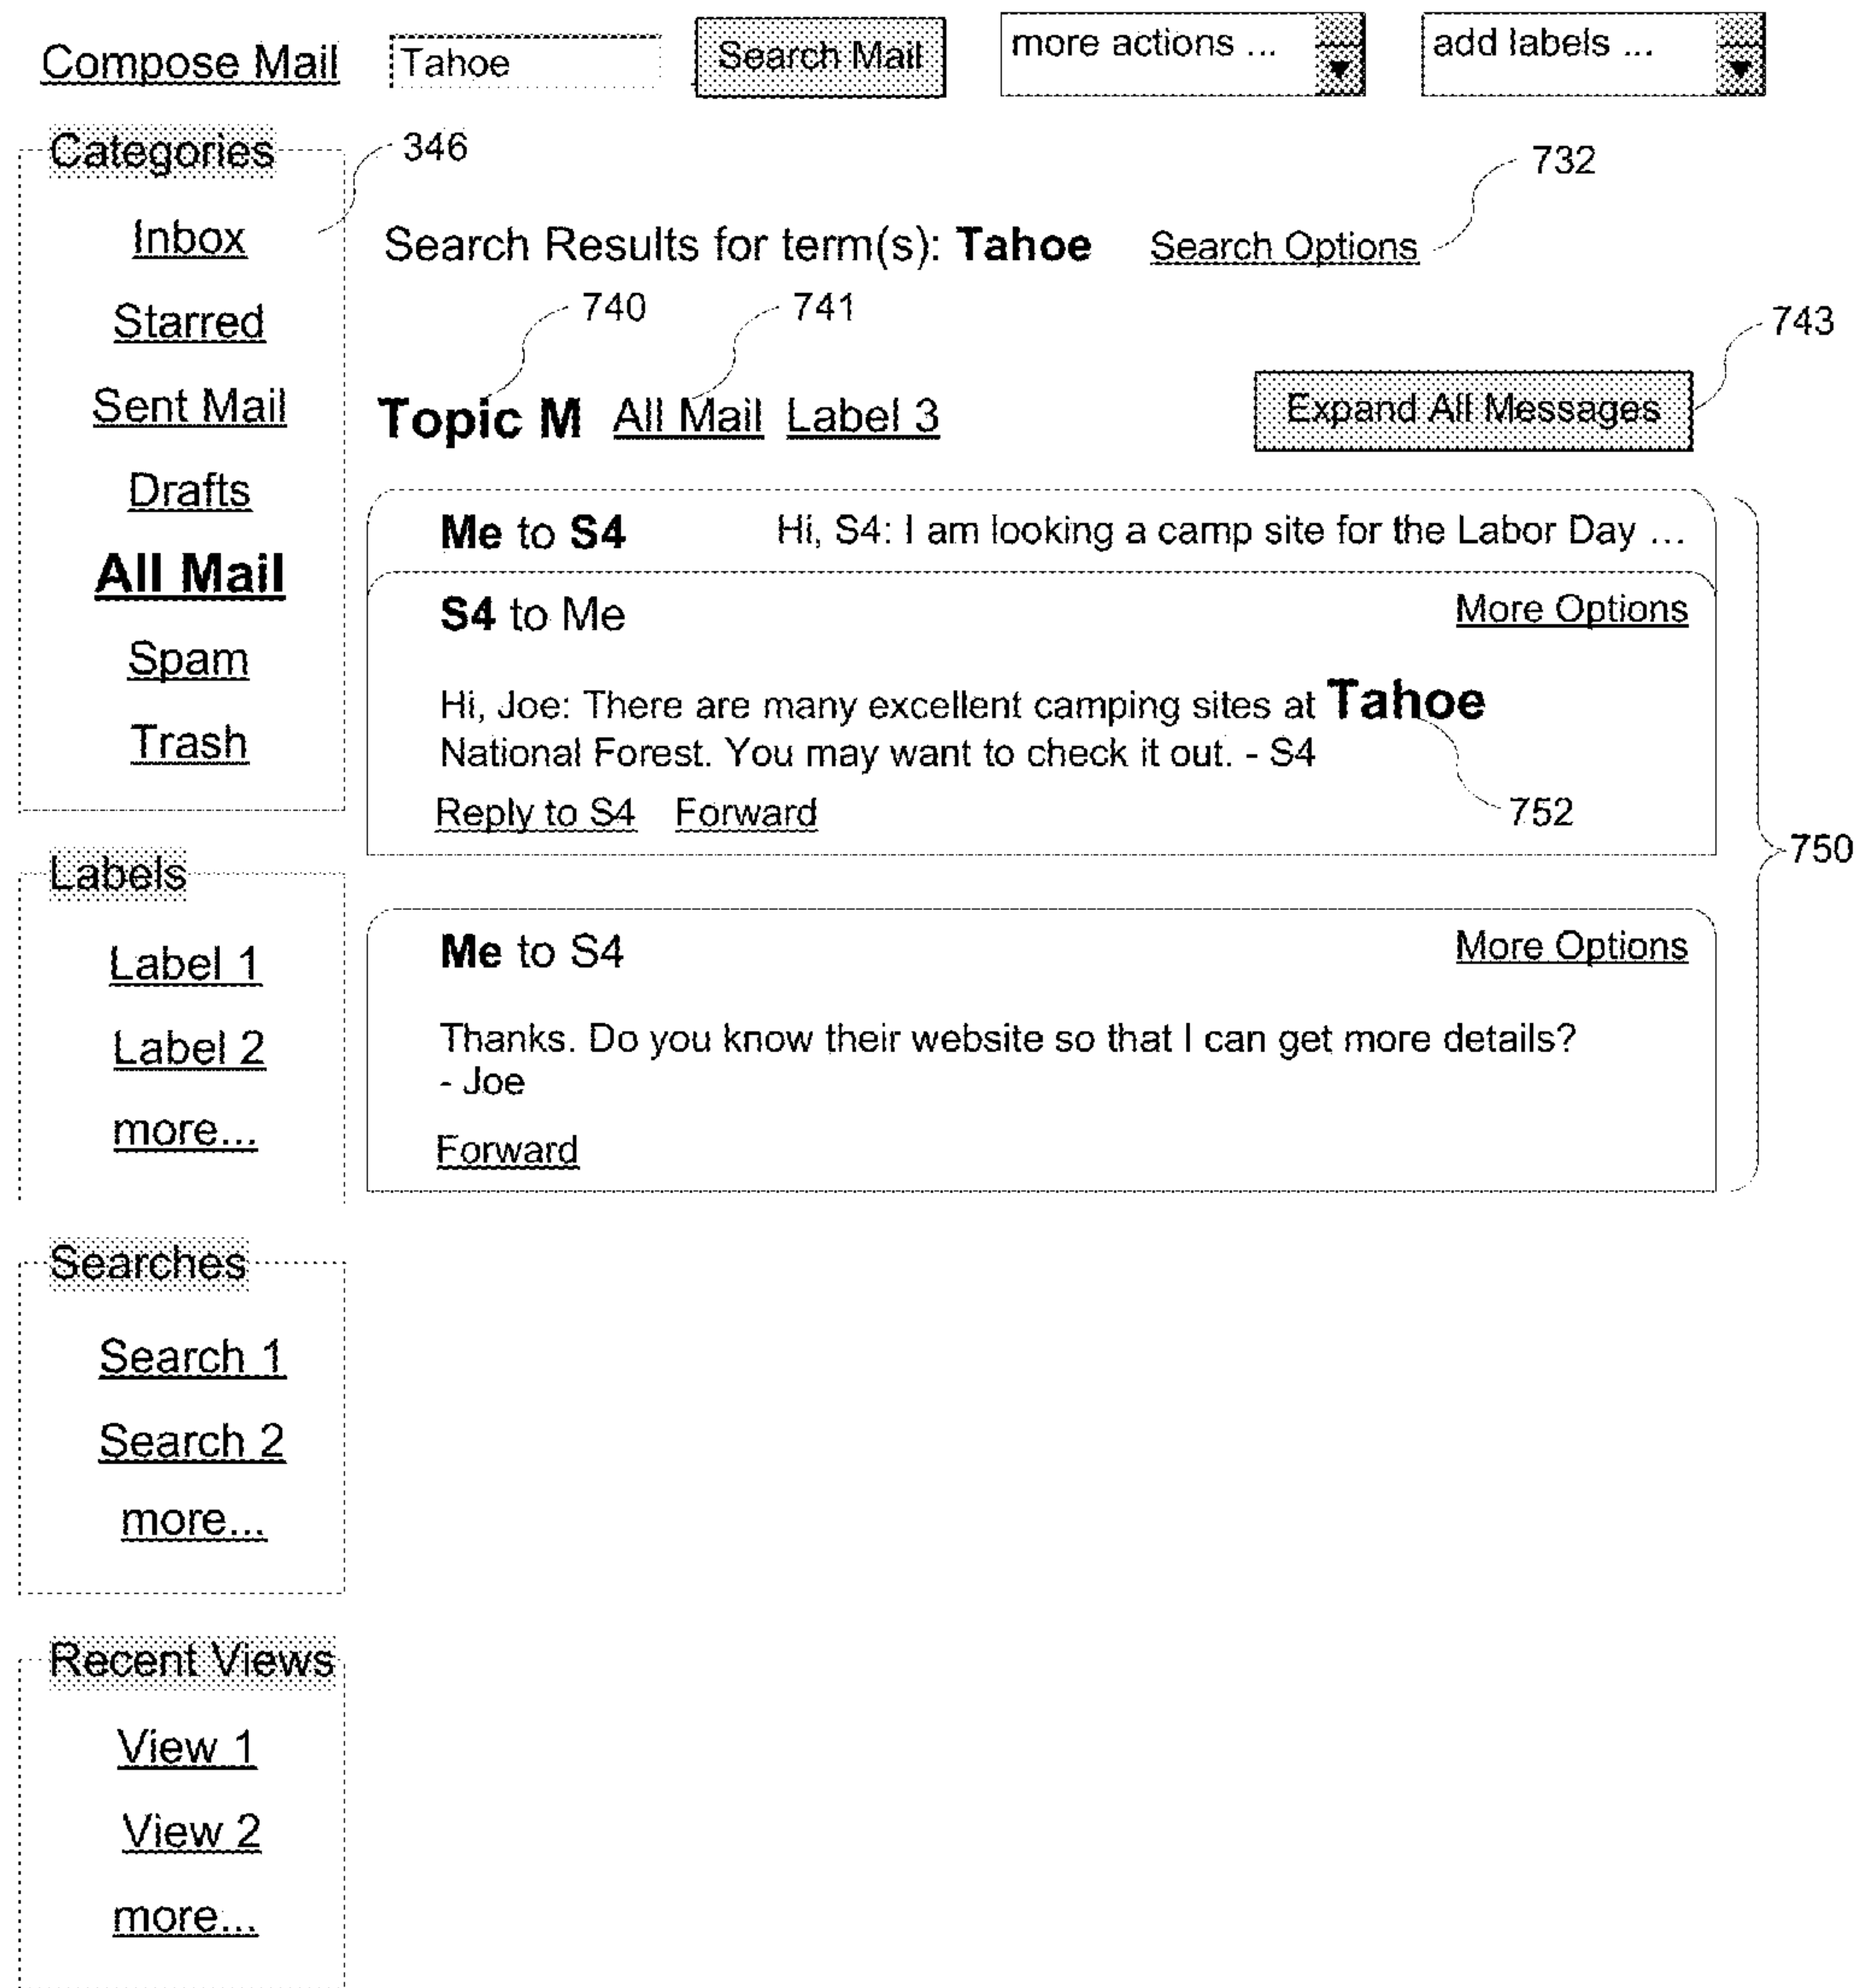 Compose Mail Tahoe Search Mail more actions ... add labels ...
Categories 346
Inbox
Starred
Sent Mail
Drafts
All Mail
Spam
Trash
Labels
Label 1
Label 2
more...
Searches
Search 1
Search 2
more...
Recent Views
View 1
View 2
more...
732
Search Results for term(s): Tahoe Search Options
740 741 743
Topic M All Mail Label 3 Expand All Messages
Me to S4 Hi, S4: I am looking a camp site for the Labor Day ...
S4 to Me More Options
Hi, Joe: There are many excellent camping sites at Tahoe
National Forest. You may want to check it out. - S4
Reply to S4 Forward 752
750
Me to S4 More Options
Thanks. Do you know their website so that I can get more details?
- Joe
Forward